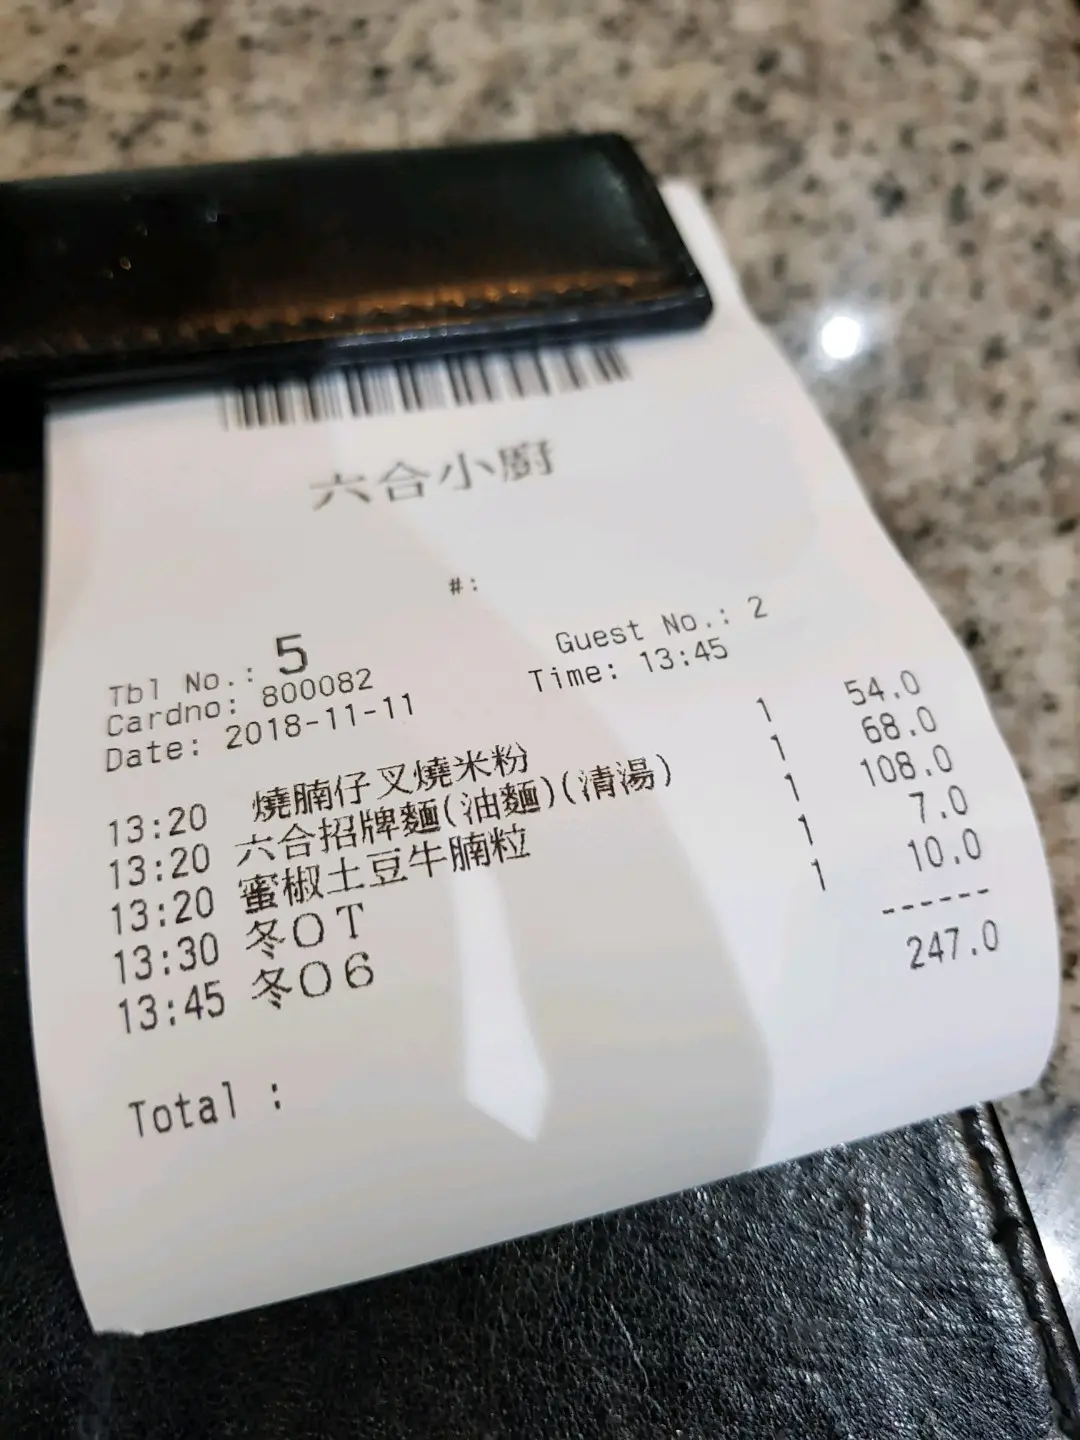 六合小廚
#:
Tbl No.: 5 Guest No.: 2
Cardno: 800082 Time: 13:45
Date: 2018-11-11
13:20 燒腩仔叉燒米粉 1 54.0
13:20 六合招牌麵(油麵)(清湯) 1 68.0
13:20 蜜椒土豆牛腩粒 1 108.0
13:30 冬OT 1 7.0
13:45 冬O6 1 10.0
------
Total : 247.0